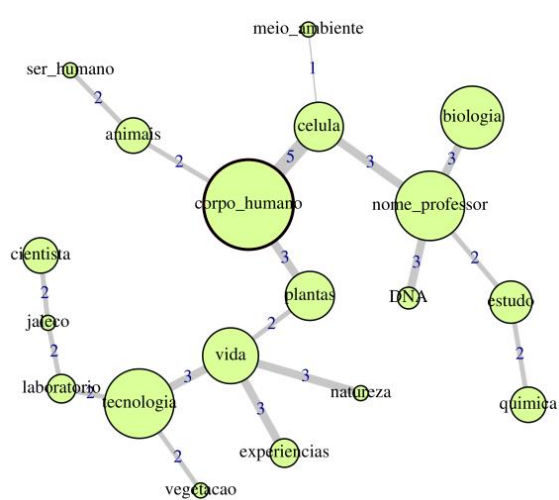 meio_ambiente
1
ser_humano
2
animais
2
celula
biologia
5
3
3
corpo_humano
nome_professor
3
3
2
cientista
2
plantas
DNA
estudo
jaleco
2
2
vida
2
3
3
natureza
laboratorio
2
tecnologia
3
quimica
experiencias
2
vegetacao